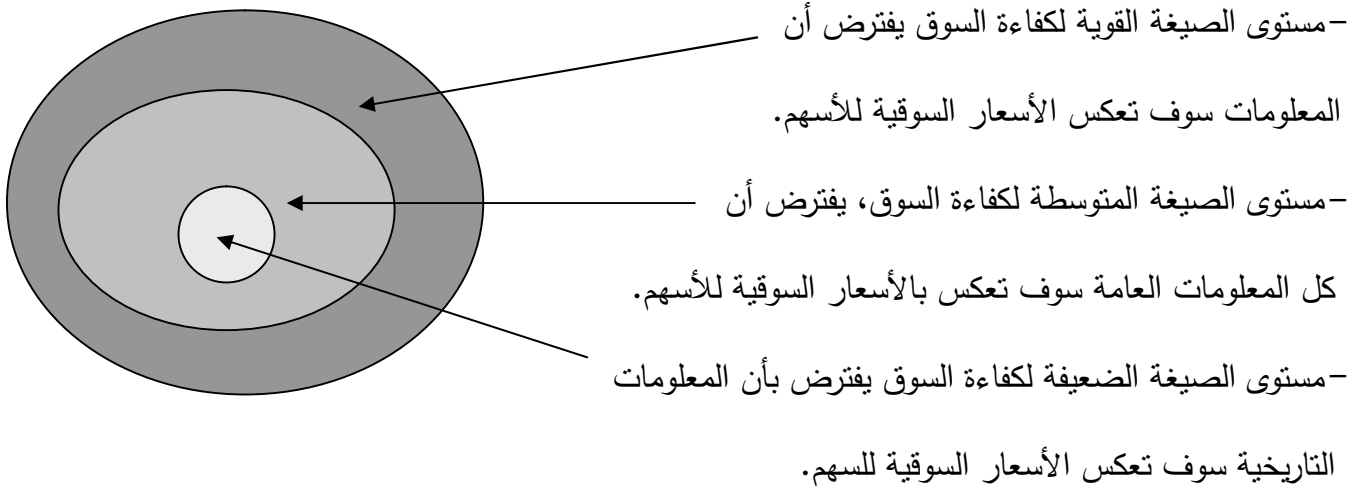 -مستوى الصيغة القوية لكفاءة السوق يفترض أن
المعلومات سوف تعكس الأسعار السوقية للأسهم.
-مستوى الصيغة المتوسطة لكفاءة السوق، يفترض أن
كل المعلومات العامة سوف تعكس بالأسعار السوقية للأسهم.
-مستوى الصيغة الضعيفة لكفاءة السوق يفترض بأن المعلومات
التاريخية سوف تعكس الأسعار السوقية للسهم.